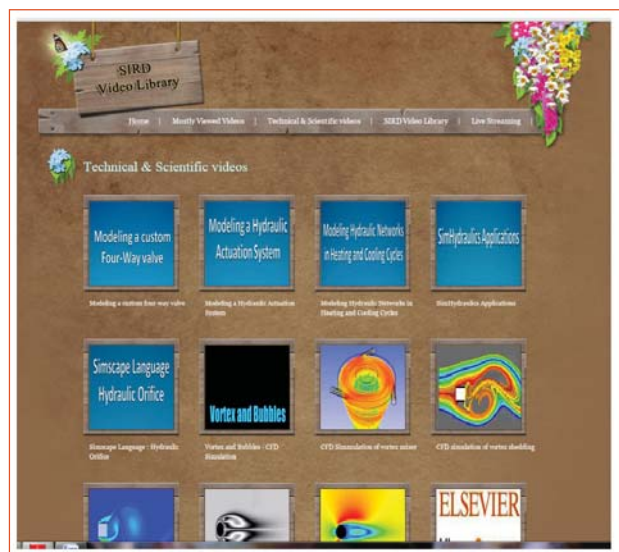 SIRD
Video Library
Home | Mostly Viewed Videos | Technical & Scientific videos | SIRD Video Library | Live Streaming |
Technical & Scientific videos
Modeling a custom
Four-Way valve
Modeling a Hydraulic
Actuation System
Modeling Hydraulic Networks
in Heating and Cooling Cycles
SimHydraulics Applications
Modeling a custom four-way valve
Modeling a Hydraulic Actuation
System
Modeling Hydraulic Networks in
Heating and Cooling Cycles
SimHydraulics Applications
Simscape Language
Hydraulic Orifice
Vortex and Bubbles
Simscape Language : Hydraulic
Orifice
Vortex and Bubbles - CFD
Simulation
CFD Simumulation of vortex mixer
CFD simulation of vortex shedding
ELSEVIER